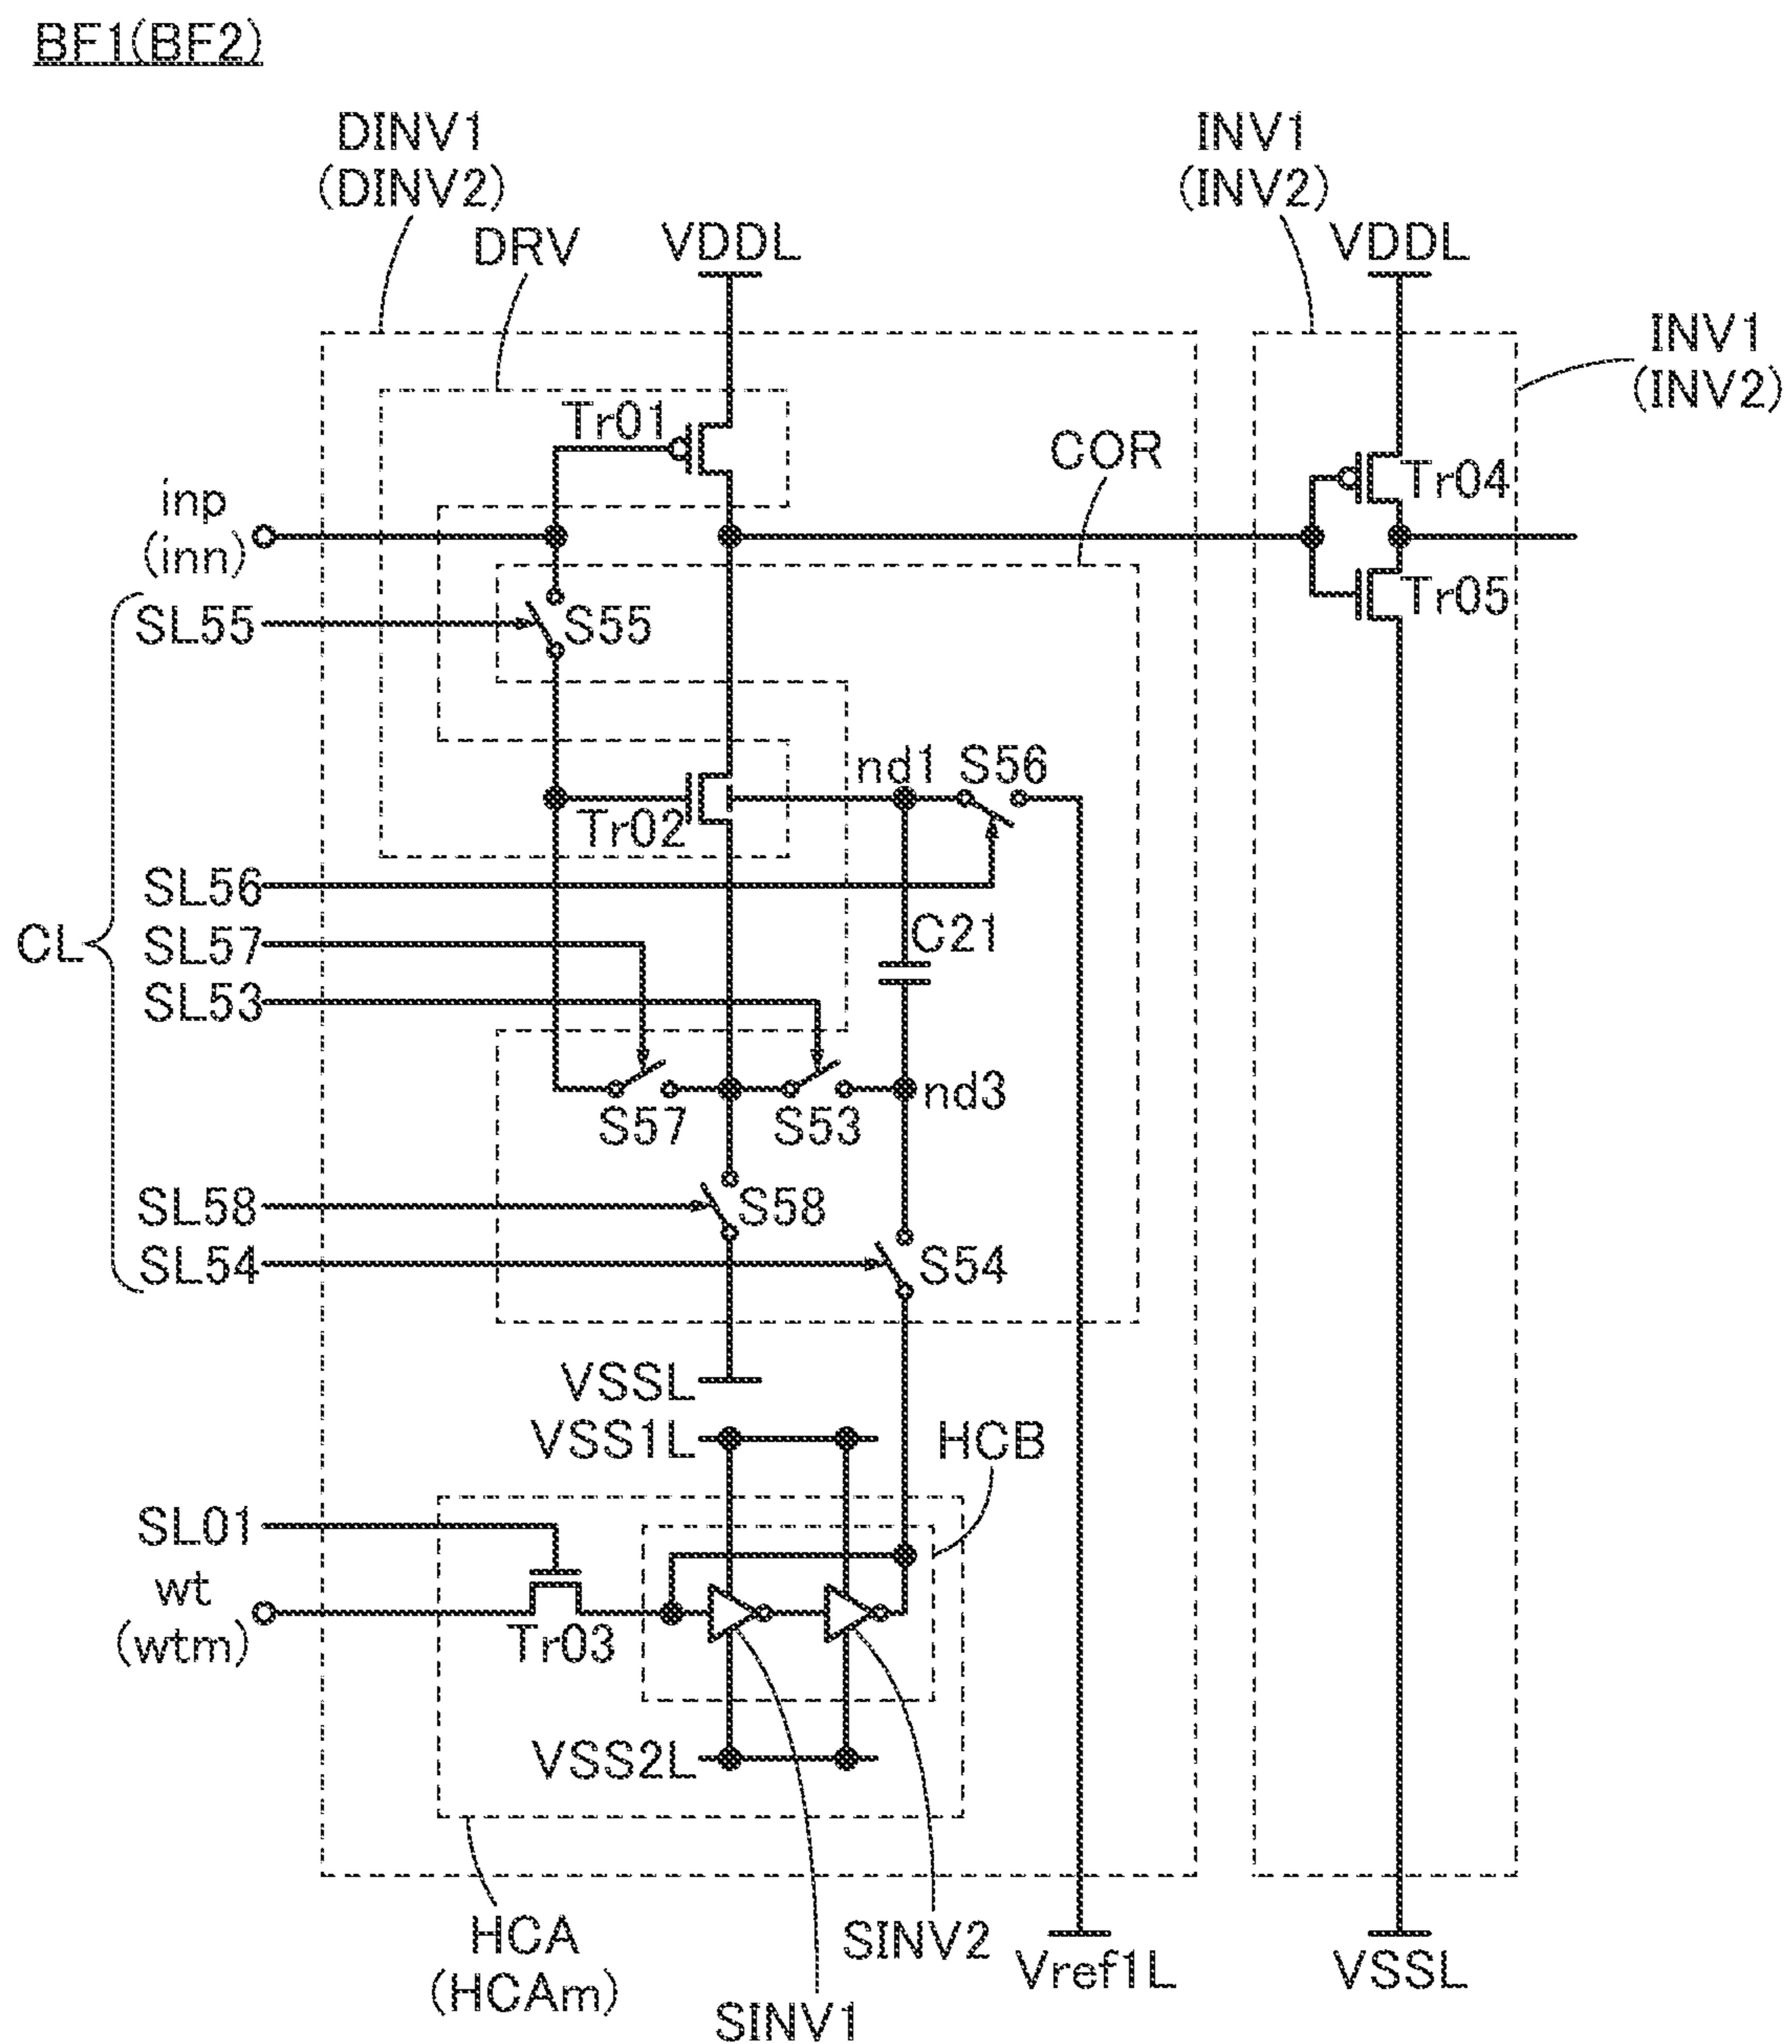 BF1(BF2)
DINV1
(DINV2)
DRV
VDDL
INV1
(INV2)
VDDL
INV1
(INV2)
Tr01
COR
Tr04
inp
(inn)
SL55
S55
Tr05
nd1
S56
Tr02
SL56
CL
SL57
C21
SL53
S57
S53
nd3
SL58
S58
SL54
S54
VSSL
VSS1L
HCB
SL01
wt
(wtm)
Tr03
VSS2L
HCA
(HCAm)
SINV2
SINV1
Vref1L
VSSL